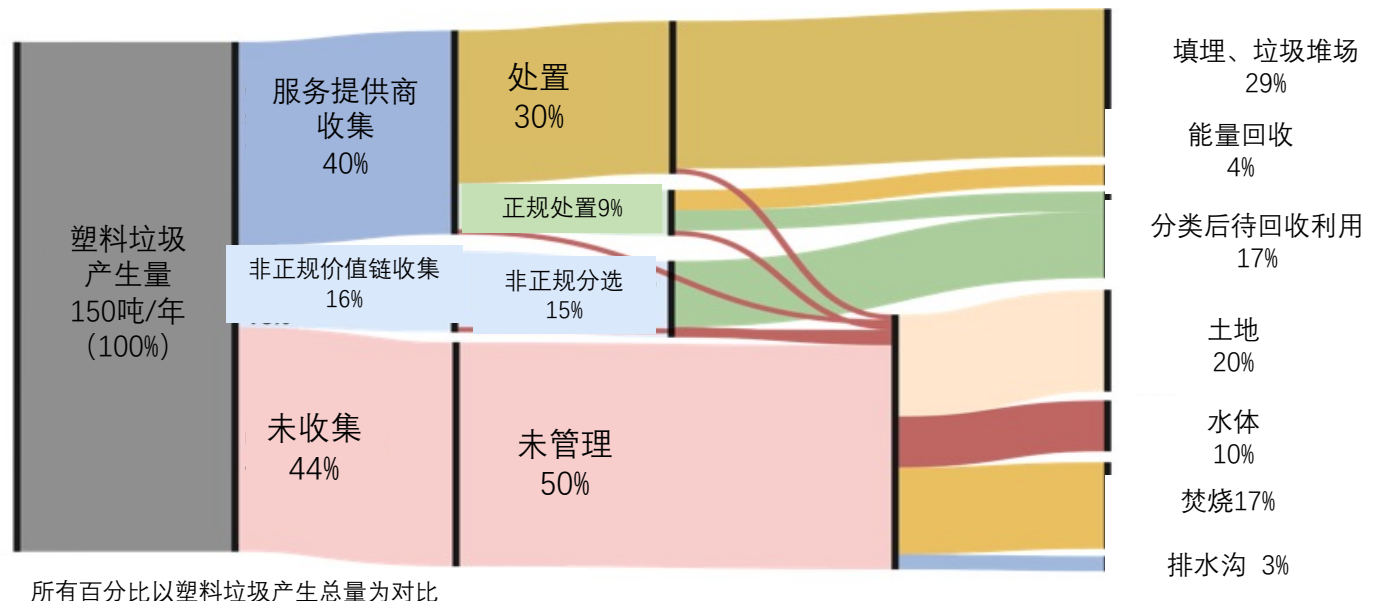 塑料垃圾
产生量
150吨/年
(100%)
服务提供商
收集
40%
非正规价值链收集
16%
未收集
44%
处置
30%
正规处置9%
非正规分选
15%
未管理
50%
填埋、垃圾堆场
29%
能量回收
4%
分类后待回收利用
17%
土地
20%
水体
10%
焚烧17%
排水沟 3%
所有百分比以塑料垃圾产生总量为对比